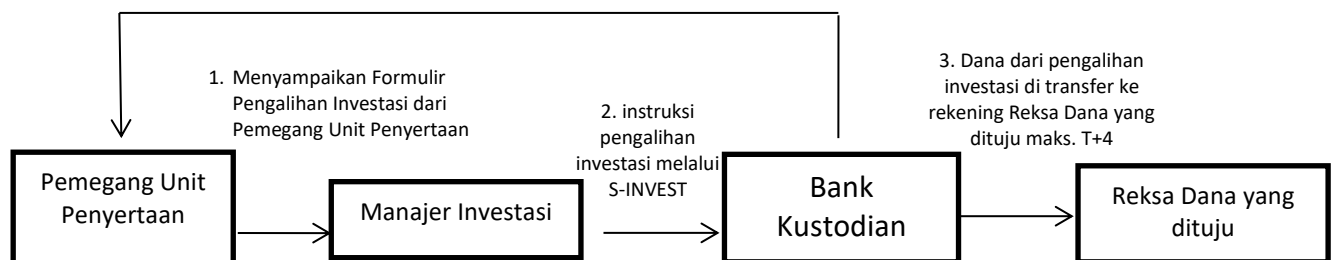 1. Menyampaikan Formulir
Pengalihan Investasi dari
Pemegang Unit Penyertaan
2. instruksi
pengalihan
investasi melalui
S-INVEST
3. Dana dari pengalihan
investasi di transfer ke
rekening Reksa Dana yang
dituju maks. T+4
Pemegang Unit
Penyertaan
Manajer Investasi
Bank
Kustodian
Reksa Dana yang
dituju